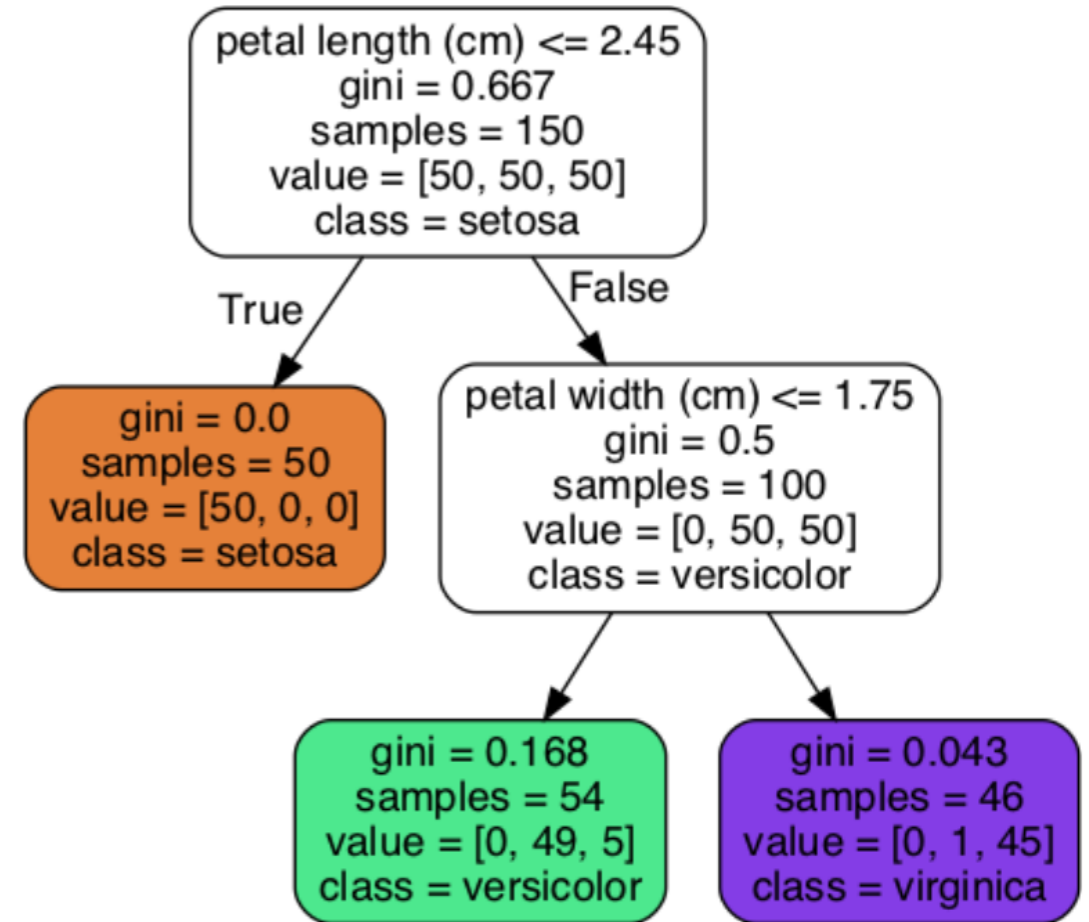 petal length (cm) <= 2.45
gini = 0.667
samples = 150
value = [50, 50, 50]
class = setosa
True
False
gini = 0.0
samples = 50
value = [50, 0, 0]
class = setosa
petal width (cm) <= 1.75
gini = 0.5
samples = 100
value = [0, 50, 50]
class = versicolor
gini = 0.168
samples = 54
value = [0, 49, 5]
class = versicolor
gini = 0.043
samples = 46
value = [0, 1, 45]
class = virginica